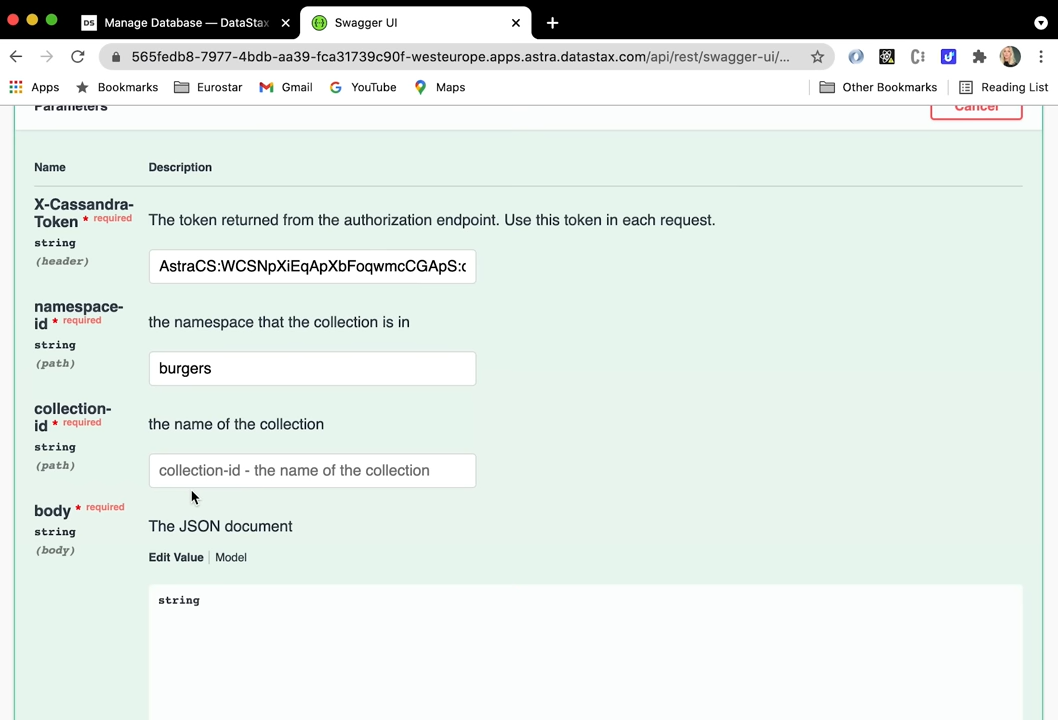 DS Manage Database — DataStax
Swagger UI
565fedb8-7977-4bdb-aa39-fca31739c90f-westeurope.apps.astra.datastax.com/api/rest/swagger-ui/...
Apps Bookmarks Eurostar Gmail YouTube Maps Other Bookmarks Reading List
Parameters Cancel
Name Description
X-Cassandra-
Token * required
string
(header)
The token returned from the authorization endpoint. Use this token in each request.
AstraCS:WCSNpXiEqApXbFoqwmcCGApS:c
namespace-
id * required
string
(path)
the namespace that the collection is in
burgers
collection-
id * required
string
(path)
the name of the collection
collection-id - the name of the collection
body * required
string
(body)
The JSON document
Edit Value | Model
string